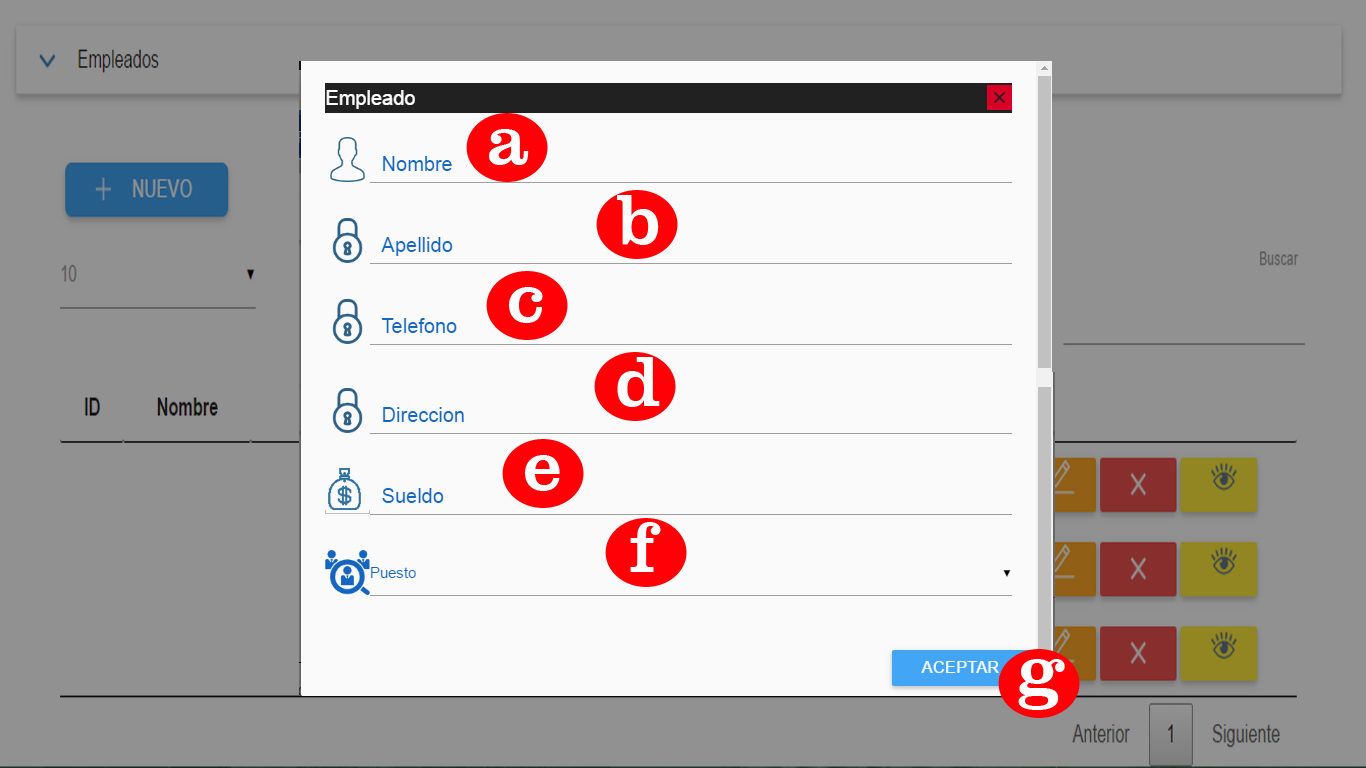 Empleados
Empleado
NUEVO
a
Nombre
b
Apellido
10
Buscar
c
Telefono
d
Direccion
ID Nombre
e
Sueldo
f
Puesto
ACEPTAR
g
Anterior 1 Siguiente